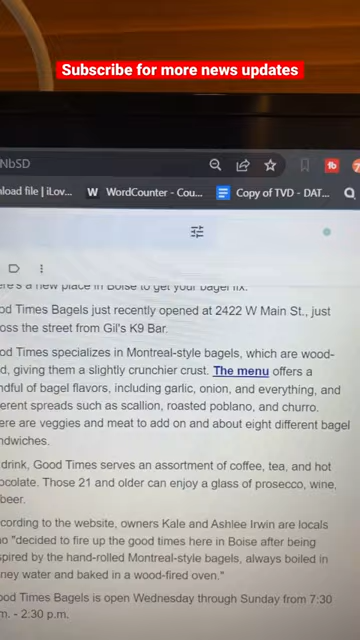 Subscribe for more news updates
NbSD
load file | iLov...
W WordCounter - Cou...
Copy of TVD - DAT...
ere's a new place in Boise to get your bagel fix.
od Times Bagels just recently opened at 2422 W Main St., just
oss the street from Gil's K9 Bar.
od Times specializes in Montreal-style bagels, which are wood-
d, giving them a slightly crunchier crust. The menu offers a
ndful of bagel flavors, including garlic, onion, and everything, and
erent spreads such as scallion, roasted poblano, and churro.
ere are veggies and meat to add on and about eight different bagel
ndwiches.
drink, Good Times serves an assortment of coffee, tea, and hot
ocolate. Those 21 and older can enjoy a glass of prosecco, wine,
beer.
cording to the website, owners Kale and Ashlee Irwin are locals
o "decided to fire up the good times here in Boise after being
spired by the hand-rolled Montreal-style bagels, always boiled in
ney water and baked in a wood-fired oven."
ood Times Bagels is open Wednesday through Sunday from 7:30
m. - 2:30 p.m.